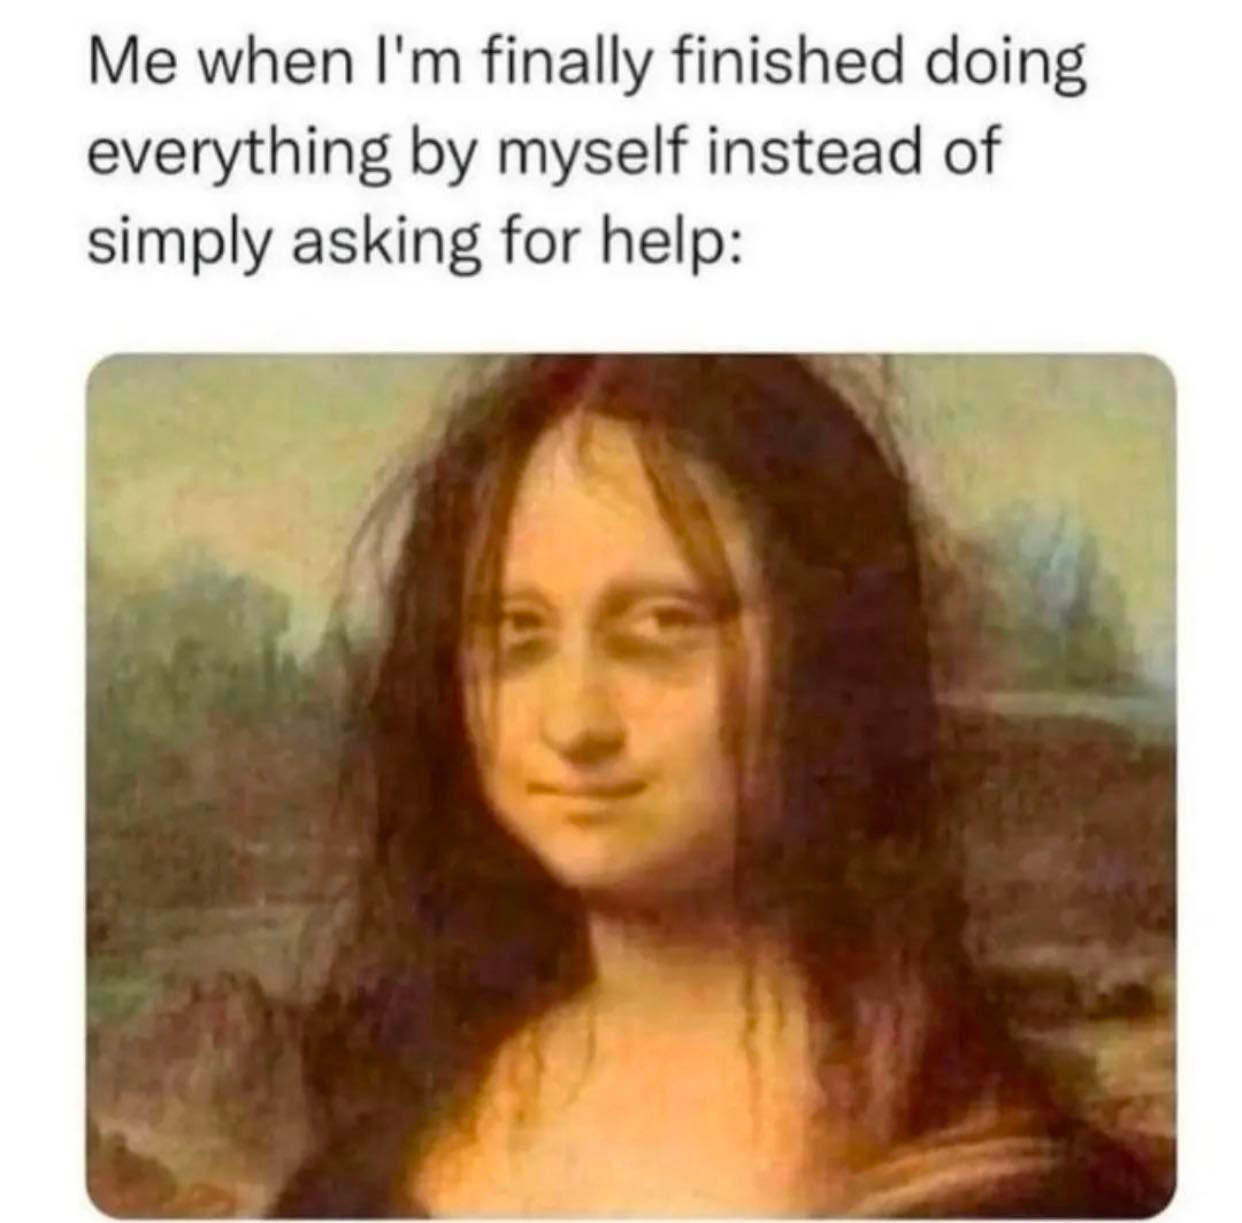 Me when I'm finally finished doing
everything by myself instead of
simply asking for help: